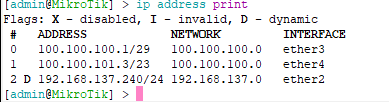 [admin@MikroTik] > ip address print
Flags: X - disabled, I - invalid, D - dynamic
# ADDRESS NETWORK INTERFACE
0 100.100.100.1/29 100.100.100.0 ether3
1 100.101.101.3/23 100.101.100.0 ether4
2 D 192.168.137.240/24 192.168.137.0 ether2
[admin@MikroTik] >